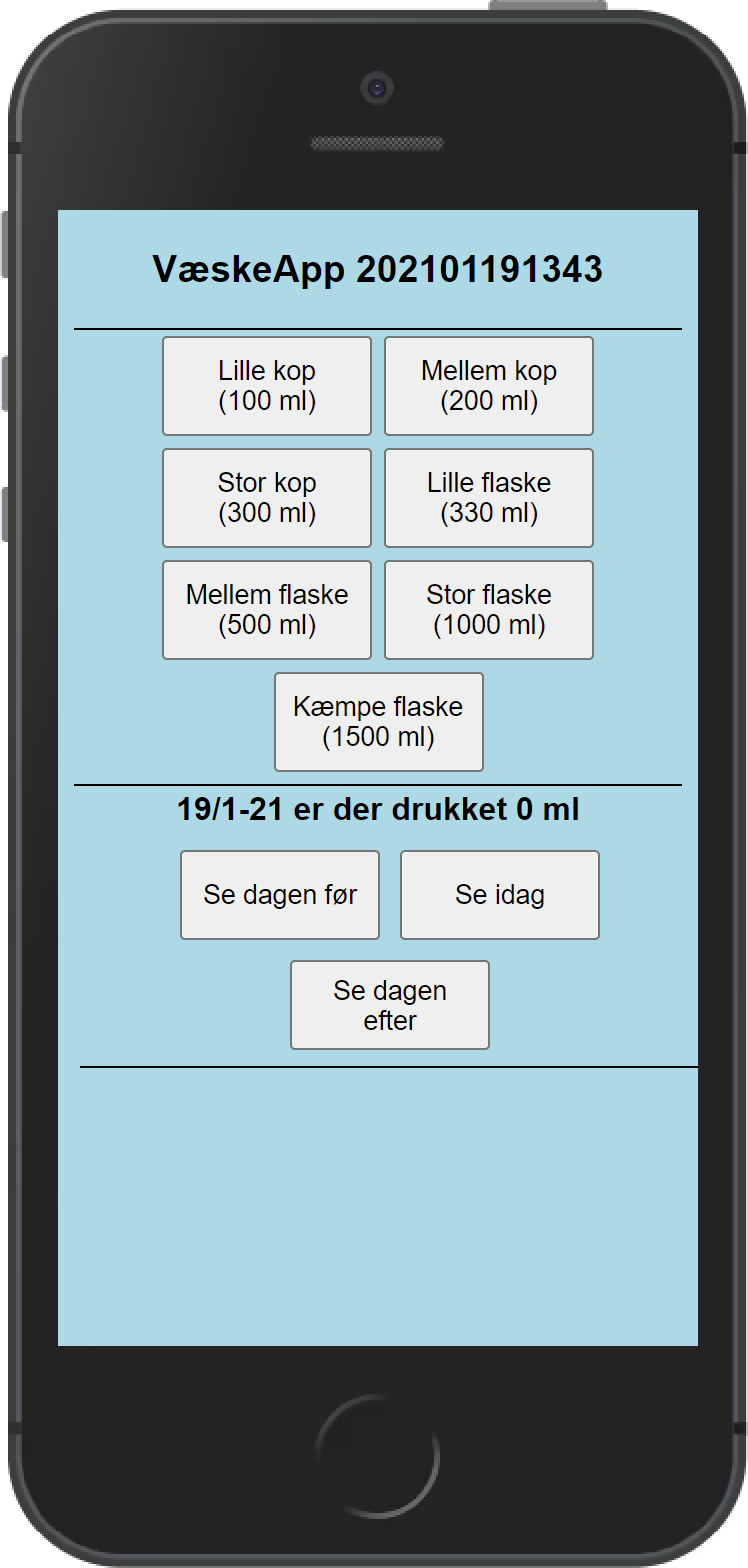 VæskeApp 202101191343
Lille kop
(100 ml)
Mellem kop
(200 ml)
Stor kop
(300 ml)
Lille flaske
(330 ml)
Mellem flaske
(500 ml)
Stor flaske
(1000 ml)
Kæmpe flaske
(1500 ml)
19/1-21 er der drukket 0 ml
Se dagen før
Se idag
Se dagen
efter